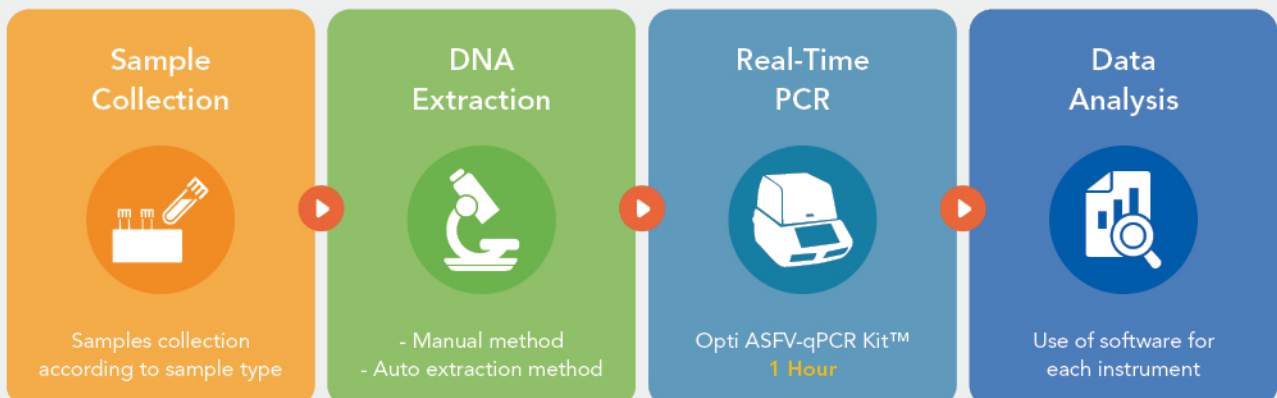 Sample
Collection
Samples collection
according to sample type
DNA
Extraction
- Manual method
- Auto extraction method
Real-Time
PCR
Opti ASFV-qPCR Kit™
1 Hour
Data
Analysis
Use of software for
each instrument